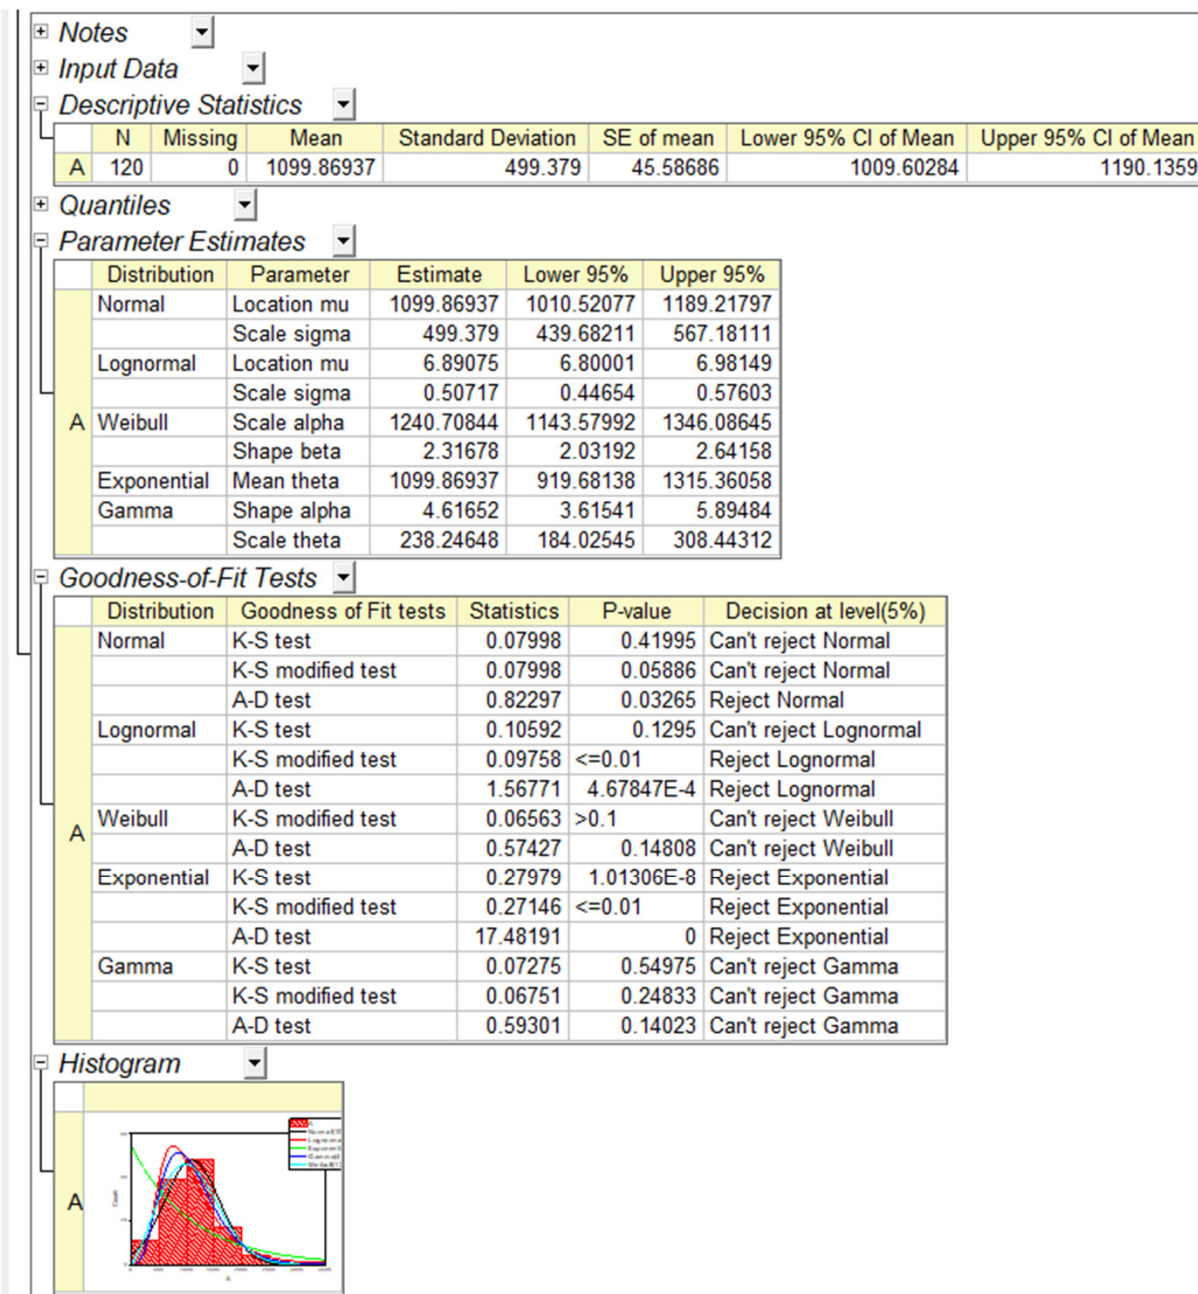 Notes
Input Data
Descriptive Statistics
N Missing Mean Standard Deviation SE of mean Lower 95% CI of Mean Upper 95% CI of Mean
A 120 0 1099.86937 499.379 45.58686 1009.60284 1190.1359
Quantiles
Parameter Estimates
Distribution Parameter Estimate Lower 95% Upper 95%
Normal Location mu 1099.86937 1010.52077 1189.21797
Scale sigma 499.379 439.68211 567.18111
Lognormal Location mu 6.89075 6.80001 6.98149
Scale sigma 0.50717 0.44654 0.57603
A Weibull Scale alpha 1240.70844 1143.57992 1346.08645
Shape beta 2.31678 2.03192 2.64158
Exponential Mean theta 1099.86937 919.68138 1315.36058
Gamma Shape alpha 4.61652 3.61541 5.89484
Scale theta 238.24648 184.02545 308.44312
Goodness-of-Fit Tests
Distribution Goodness of Fit tests Statistics P-value Decision at level(5%)
Normal K-S test 0.07998 0.41995 Can't reject Normal
K-S modified test 0.07998 0.05886 Can't reject Normal
A-D test 0.82297 0.03265 Reject Normal
Lognormal K-S test 0.10592 0.1295 Can't reject Lognormal
K-S modified test 0.09758 <=0.01 Reject Lognormal
A-D test 1.56771 4.67847E-4 Reject Lognormal
A Weibull K-S modified test 0.06563 >0.1 Can't reject Weibull
A-D test 0.57427 0.14808 Can't reject Weibull
Exponential K-S test 0.27979 1.01306E-8 Reject Exponential
K-S modified test 0.27146 <=0.01 Reject Exponential
A-D test 17.48191 0 Reject Exponential
Gamma K-S test 0.07275 0.54975 Can't reject Gamma
K-S modified test 0.06751 0.24833 Can't reject Gamma
A-D test 0.59301 0.14023 Can't reject Gamma
Histogram
A
Count
A